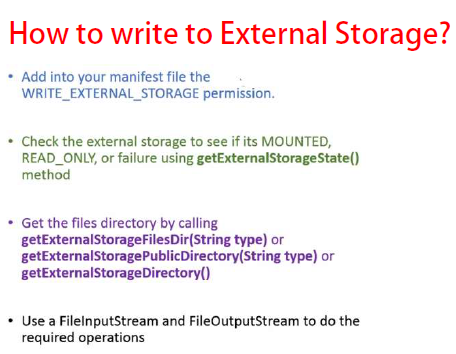 How to write to External Storage?
• Add into your manifest file the
WRITE_EXTERNAL_STORAGE permission.
• Check the external storage to see if its MOUNTED,
READ_ONLY, or failure using getExternalStorageState()
method
• Get the files directory by calling
getExternalStorageFilesDir(String type) or
getExternalStoragePublicDirectory(String type) or
getExternalStorageDirectory()
• Use a FileInputStream and FileOutputStream to do the
required operations